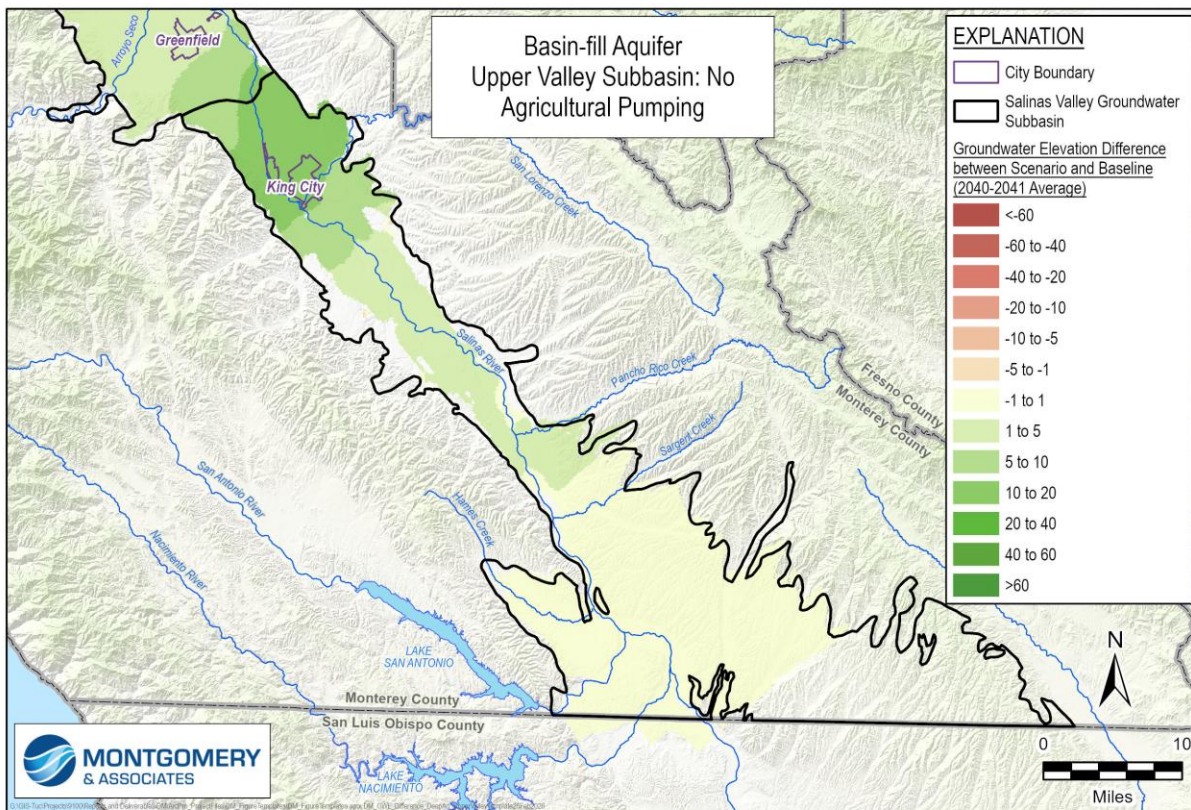 Basin-fill Aquifer
Upper Valley Subbasin: No
Agricultural Pumping
EXPLANATION
City Boundary
Salinas Valley Groundwater
Subbasin
Groundwater Elevation Difference
between Scenario and Baseline
(2040-2041 Average)
<-60
-60 to -40
-40 to -20
-20 to -10
-10 to -5
-5 to -1
-1 to 1
1 to 5
5 to 10
10 to 20
20 to 40
40 to 60
>60
Greenfield
Arroyo Seco
King City
San Lorenzo Creek
Salinas River
Pancho Rico Creek
Sargent Creek
Fresno County
Monterey County
San Antonio River
Nacimiento River
Hames Creek
LAKE
SAN ANTONIO
Monterey County
San Luis Obispo County
LAKE
NACIMIENTO
N
0 10
Miles
MONTGOMERY
& ASSOCIATES